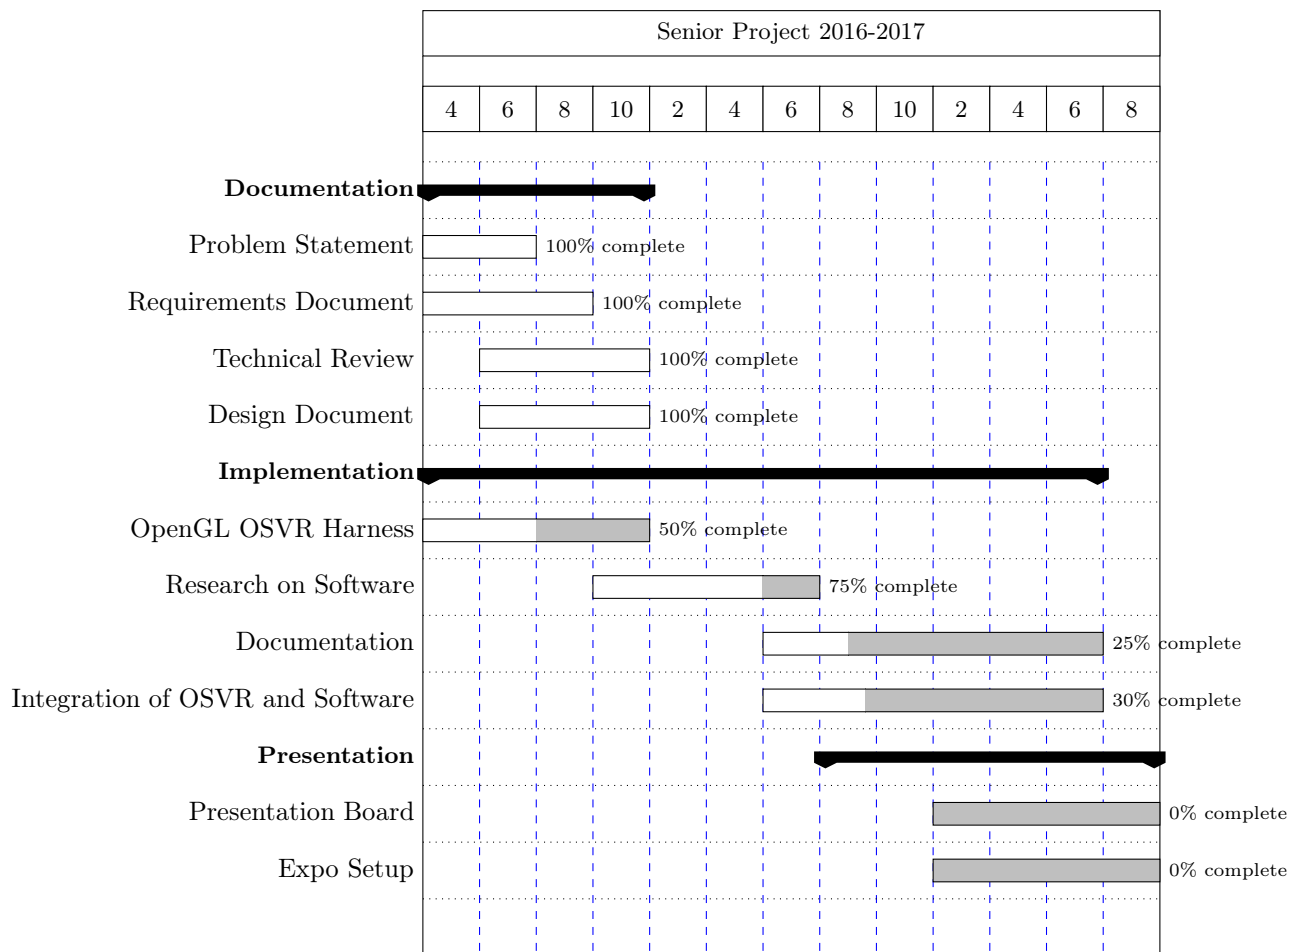 Senior Project 2016-2017
4 6 8 10 2 4 6 8 10 2 4 6 8
Documentation
Problem Statement 100% complete
Requirements Document 100% complete
Technical Review 100% complete
Design Document 100% complete
Implementation
OpenGL OSVR Harness 50% complete
Research on Software 75% complete
Documentation 25% complete
Integration of OSVR and Software 30% complete
Presentation
Presentation Board 0% complete
Expo Setup 0% complete